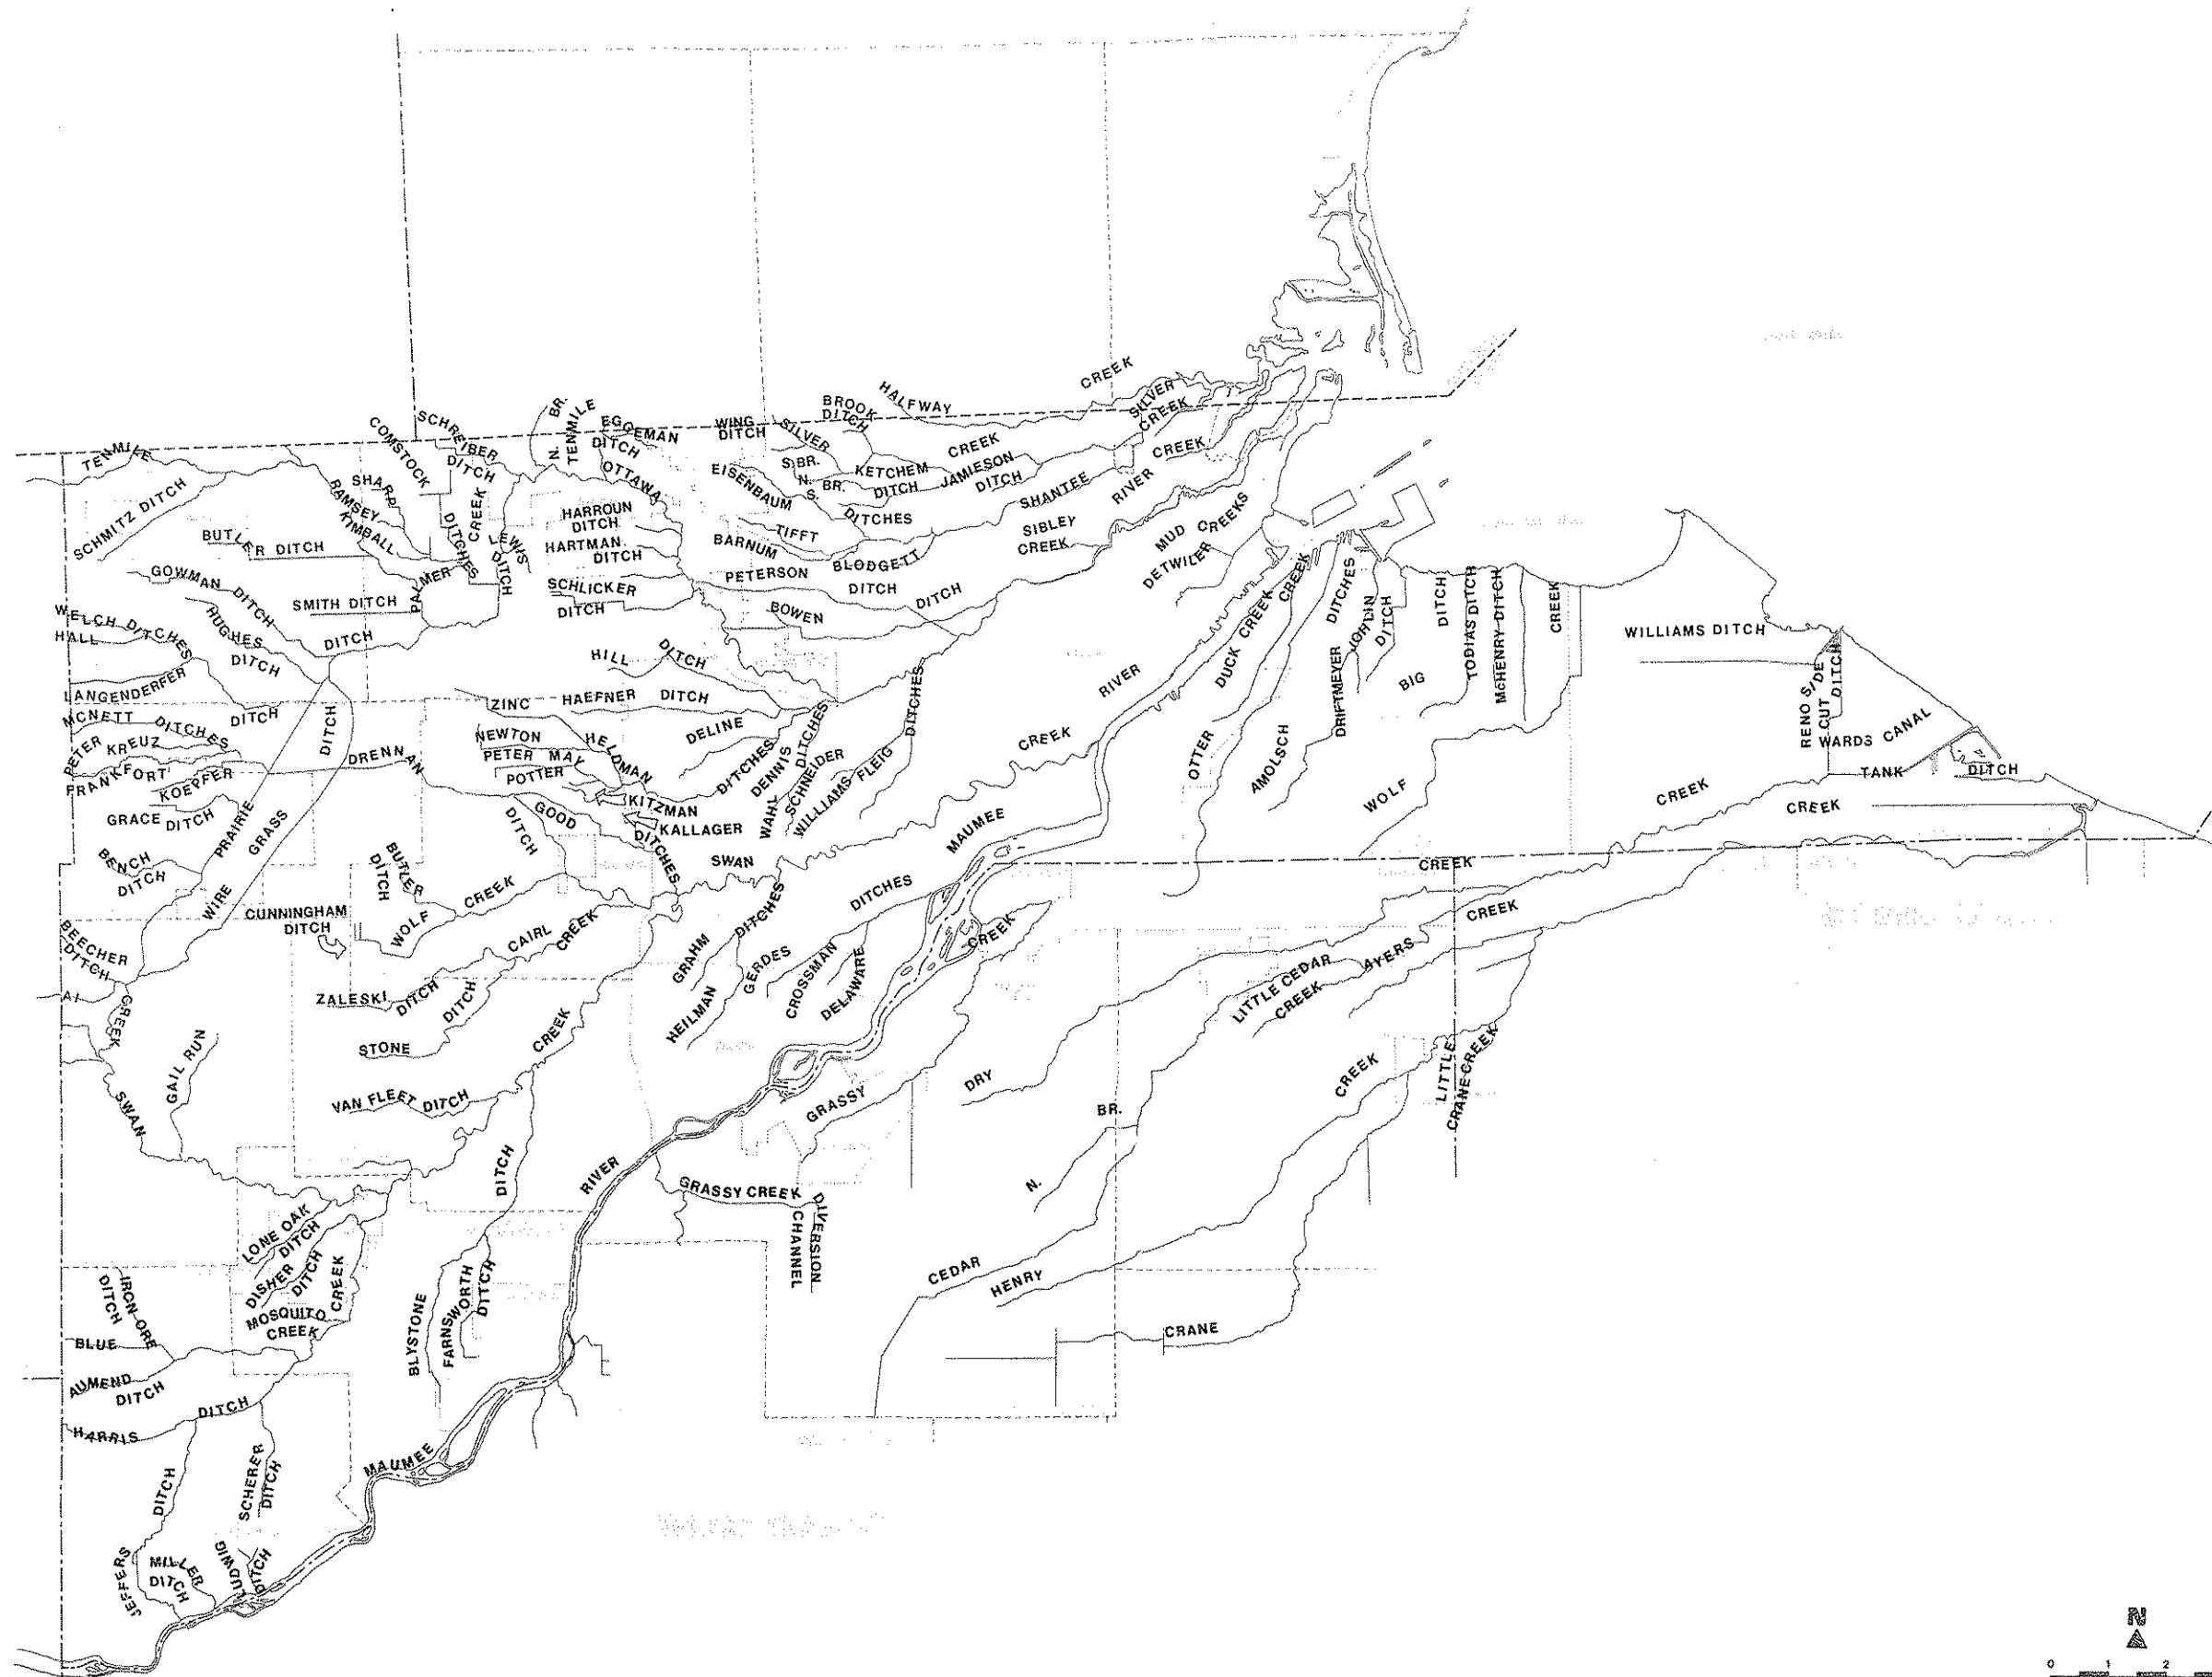 HALFWAY CREEK
SILVER CREEK
BROOK DITCH
WING DITCH
SILVER CREEK
N. BR. TENMILE
EGGEMAN DITCH
SCHREIBER DITCH
COMSTOCK DITCHES
TENMILE CREEK
OTTAWA RIVER
SCHMITZ DITCH
SHARP
RAMSEY
KIMBALL
BUTLER DITCH
LEWIS DITCH
HARROUN DITCH
HARTMAN DITCH
SCHLICKER DITCH
EISENBAUM DITCHES
S. BR.
N. BR.
S.
KETCHEM DITCH
JAMIESON DITCH
SHANTEE CREEK
TIFFT
BARNUM
BLODGETT
SIBLEY CREEK
PETERSON DITCH
BOWEN DITCH
MUD CREEKS
DETWILER
GOWMAN DITCH
SMITH DITCH
PALMER
HUGHES DITCH
DITCH
WELCH DITCHES
HALL
LANGENDERFER DITCH
MCNETT DITCHES
KREUZ
PETER
FRANKFORT
KOEPFER
GRACE DITCH
BENCH DITCH
PRAIRIE DITCH
WIRE GRASS DITCH
DRENNAN
HILL DITCH
ZINC
HAEFNER DITCH
NEWTON
PETER MAY
POTTER
HELDMAN DITCHES
DELINE
DENNIS DITCHES
WAHL
SCHNEIDER
WILLIAMS
FLEIG DITCHES
KITZMAN
KALLAGER
GOOD DITCHES
DITCH
SWAN CREEK
MAUMEE RIVER
DUCK CREEK
OTTER CREEK
AMOLSCH DITCHES
DRIFTMEYER
DITCH
BIG DITCH
McHENRY DITCH
WOLF CREEK
WILLIAMS DITCH
RENO SIDE CUT DITCH
WARDS CANAL
TANK DITCH
BUTLER DITCH
CUNNINGHAM DITCH
WOLF CREEK
CAIRL CREEK
ZALESKI DITCH
STONE DITCH
VAN FLEET DITCH
BEECHER DITCH
AI CREEK
GAIL RUN
SWAN CREEK
GRAHM DITCHES
HEILMAN
GERDES
CROSSMAN DITCHES
DELAWARE
CREEK
GRASSY
GRASSY CREEK
DIVERSION CHANNEL
DRY CREEK
LITTLE CEDAR CREEK
AYERS CREEK
CEDAR CREEK
N. BR.
HENRY CREEK
LITTLE CRANE CREEK
CRANE CREEK
LONE OAK DITCH
DISHER DITCH
MOSQUITO CREEK
CREEK
IRON ORE DITCH
BLUE
AUMEND DITCH
HARRIS DITCH
SCHERER DITCH
JEFFERS DITCH
MILLER DITCH
LUDWIG DITCH
BLYSTONE DITCH
FARNSWORTH DITCH
MAUMEE RIVER
N
0 1 2